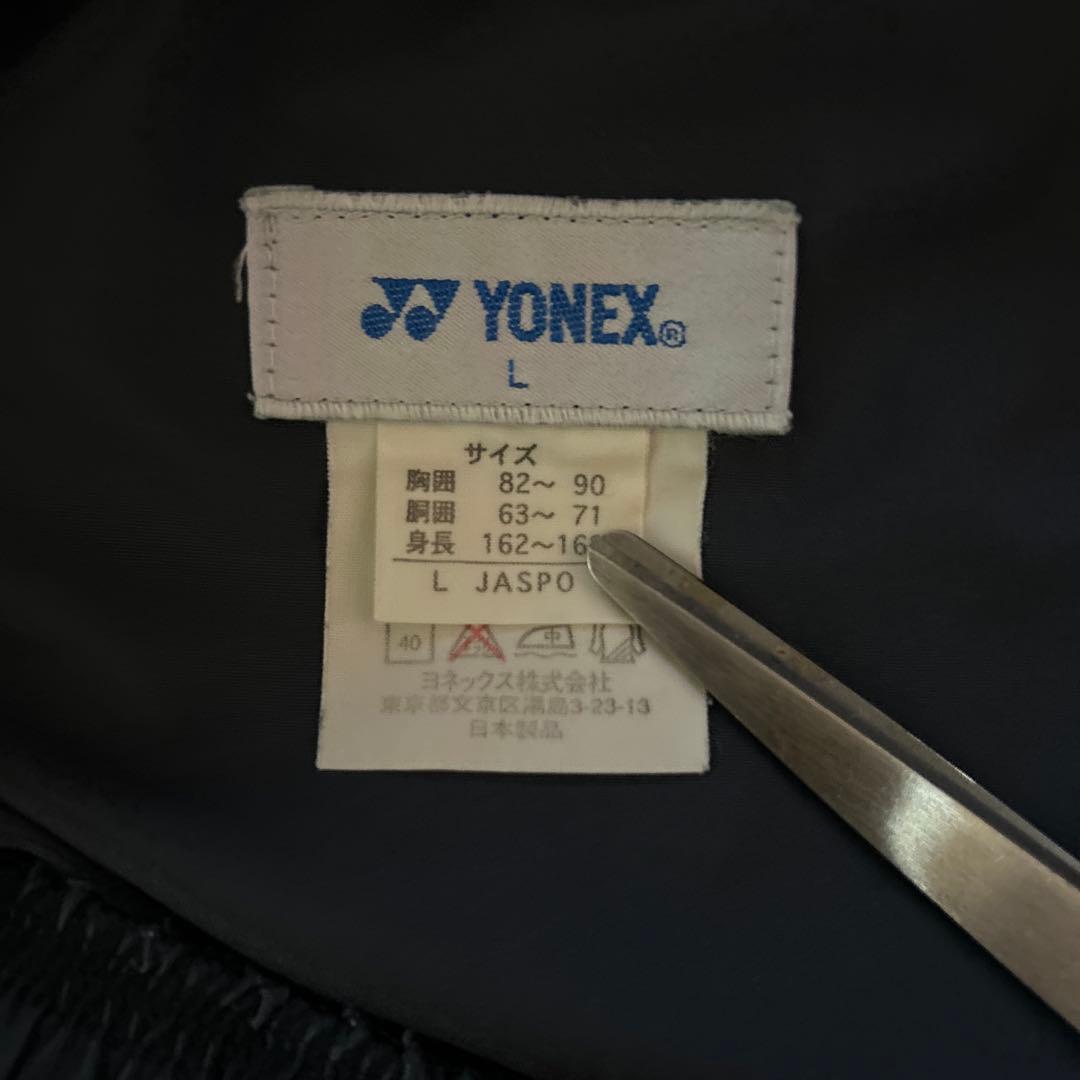 YONEX®
L
サイズ
胸囲 82〜 90
胴囲 63〜 71
身長 162〜16
L JASPO
40 中
ヨネックス株式会社
東京都文京区湯島3-23-13
日本製品